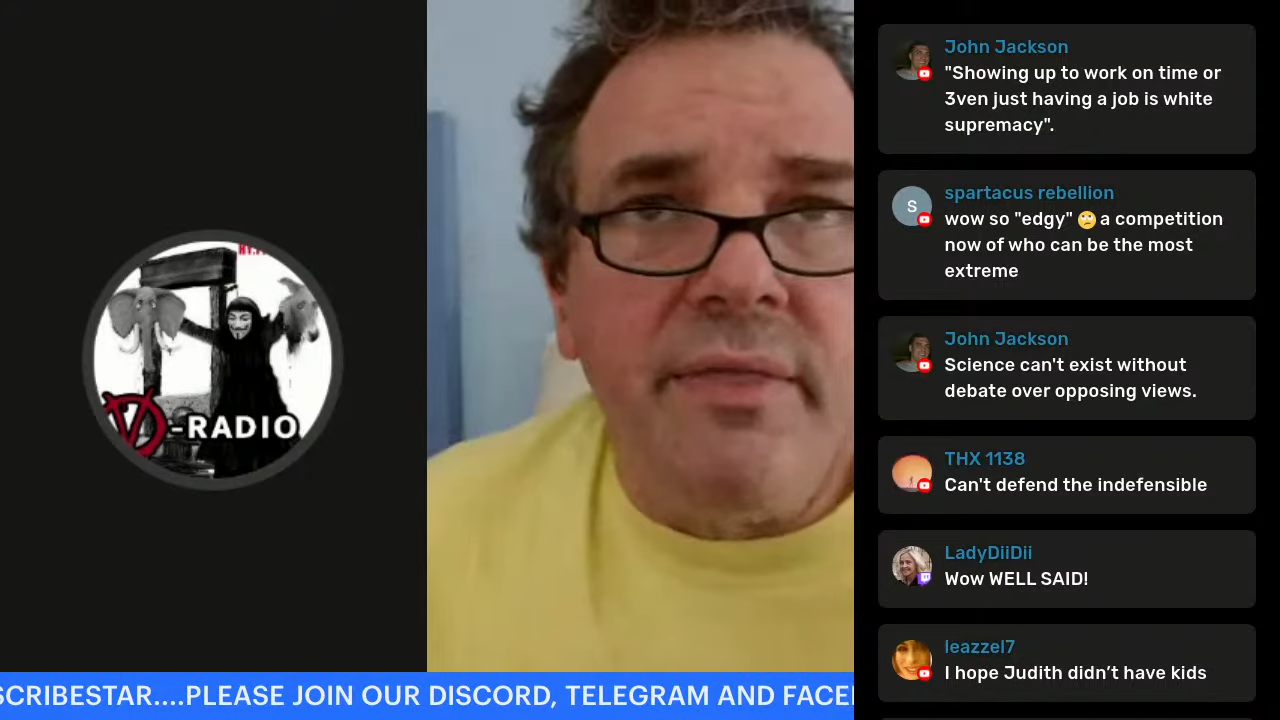 -RADIO
John Jackson
"Showing up to work on time or
3ven just having a job is white
supremacy".
S
spartacus rebellion
wow so "edgy" 🙄 a competition
now of who can be the most
extreme
John Jackson
Science can't exist without
debate over opposing views.
THX 1138
Can't defend the indefensible
LadyDiiDii
Wow WELL SAID!
leazzel7
I hope Judith didn’t have kids
SCRIBESTAR....PLEASE JOIN OUR DISCORD, TELEGRAM AND FACE